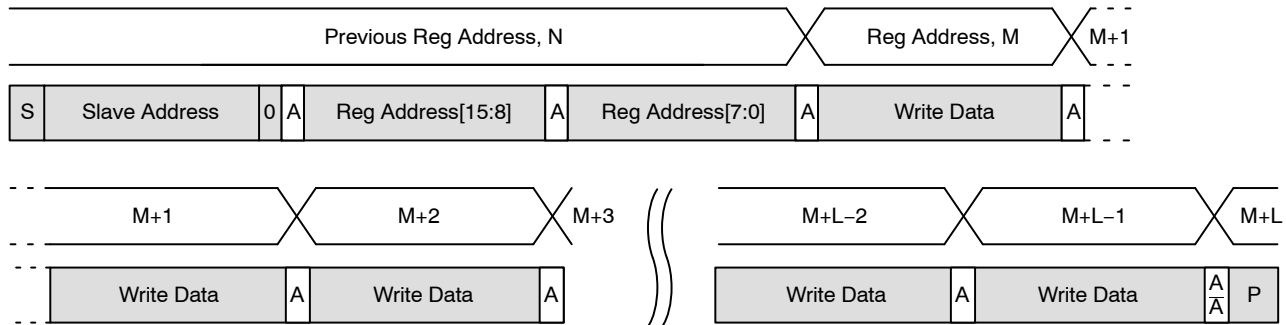 Previous Reg Address, N Reg Address, M M+1
S Slave Address 0 A Reg Address[15:8] A Reg Address[7:0] A Write Data A
M+1 M+2 M+3 M+L−2 M+L−1 M+L
Write Data A Write Data A Write Data A Write Data A/A̅ P